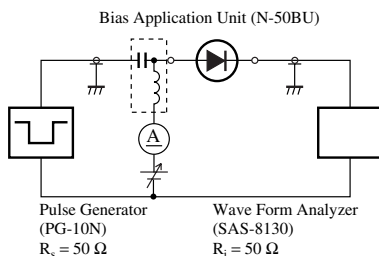 Bias Application Unit (N-50BU)
A
Pulse Generator
(PG-10N)
Rs = 50 Ω
Wave Form Analyzer
(SAS-8130)
Ri = 50 Ω